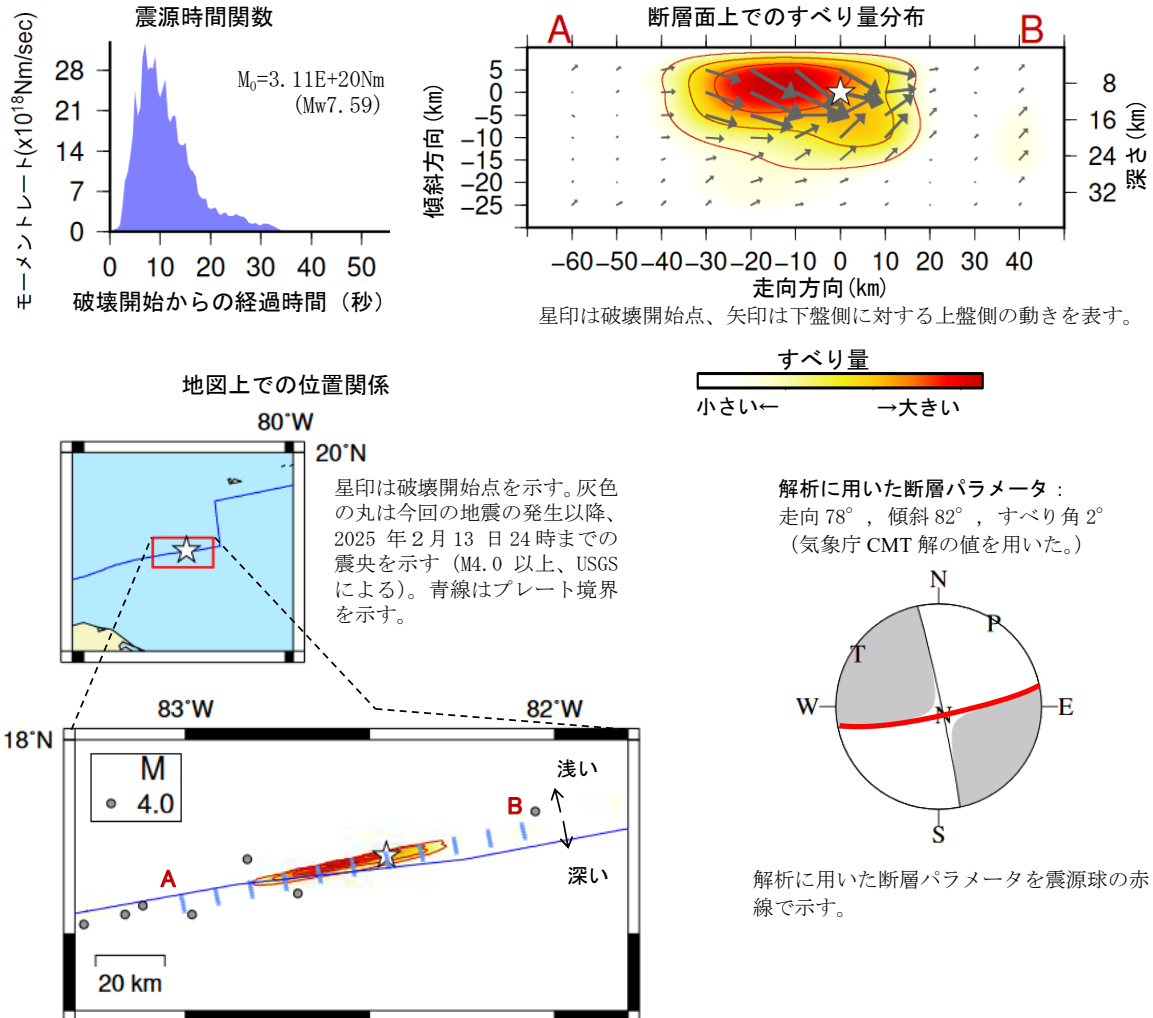 震源時間関数
モーメントレート(x10¹⁸Nm/sec)
28
21
14
7
0
M₀=3.11E+20Nm
(Mw7.59)
0 10 20 30 40 50
破壊開始からの経過時間 (秒)
断層面上でのすべり量分布
A B
傾斜方向 (km)
5
0
−5
−10
−15
−20
−25
8
16
24
32
深さ (km)
−60 −50 −40 −30 −20 −10 0 10 20 30 40
走向方向(km)
星印は破壊開始点、矢印は下盤側に対する上盤側の動きを表す。
すべり量
小さい← →大きい
地図上での位置関係
80°W
20°N
星印は破壊開始点を示す。灰色
の丸は今回の地震の発生以降、
2025 年2月13 日24時までの
震央を示す (M4.0 以上、USGS
による)。青線はプレート境界
を示す。
解析に用いた断層パラメータ:
走向 78°, 傾斜 82°, すべり角 2°
(気象庁 CMT 解の値を用いた。)
N
P
T
W
N
E
S
解析に用いた断層パラメータを震源球の赤
線で示す。
83°W 82°W
18°N
M
4.0
浅い
B
A
深い
20 km